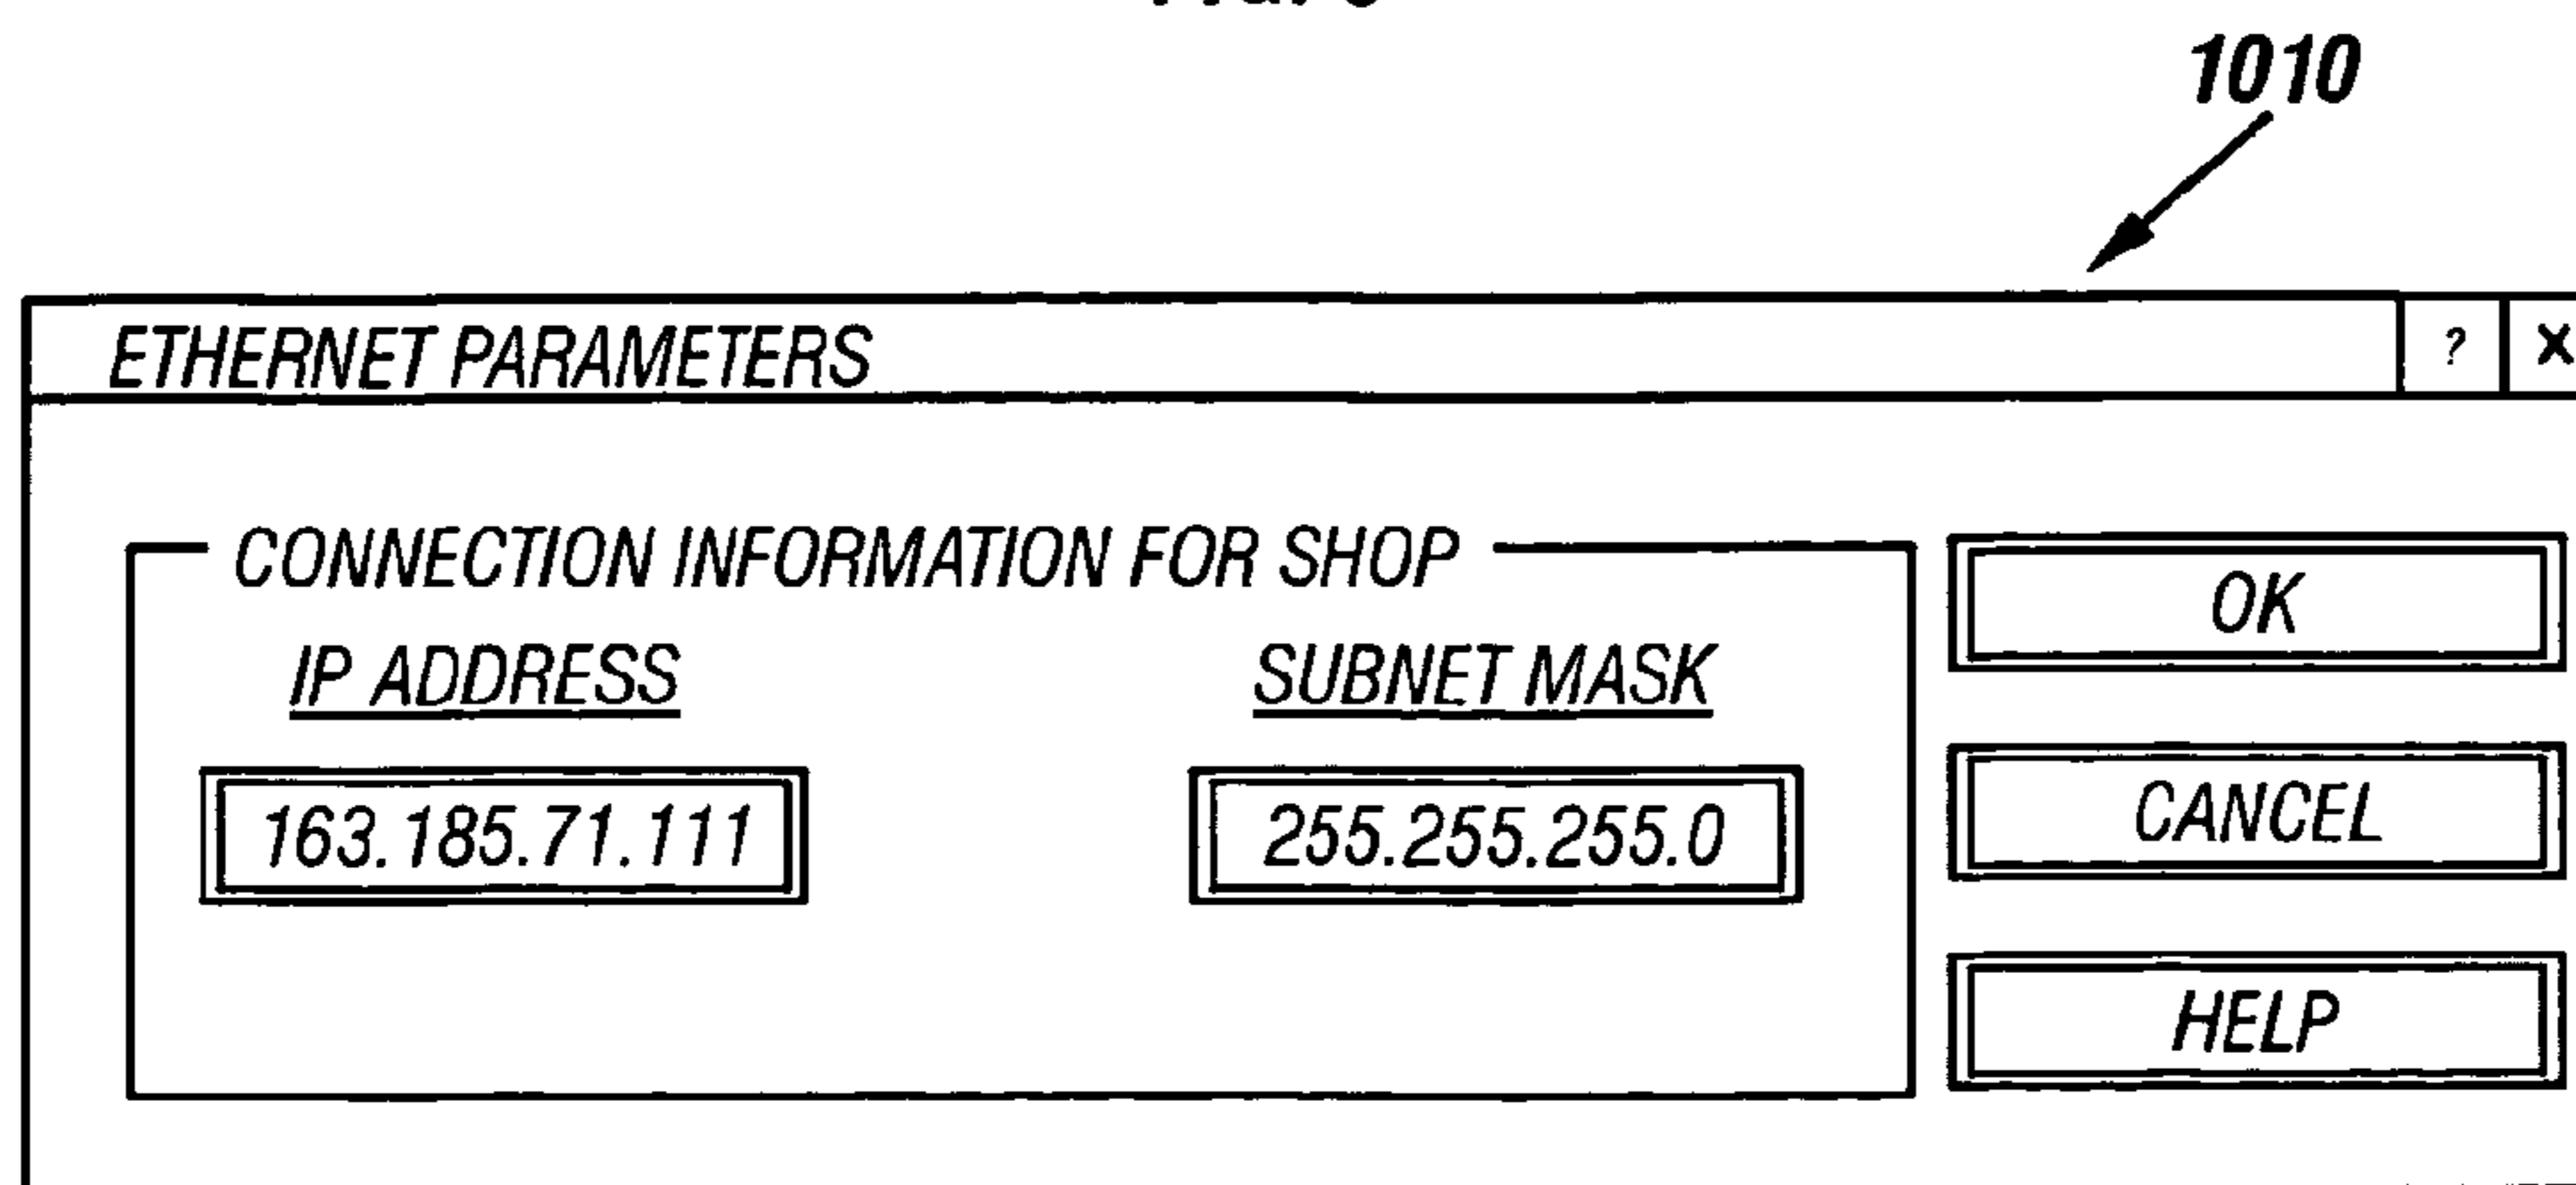 1010
ETHERNET PARAMETERS ? X
CONNECTION INFORMATION FOR SHOP
IP ADDRESS SUBNET MASK
163.185.71.111 255.255.255.0
OK
CANCEL
HELP